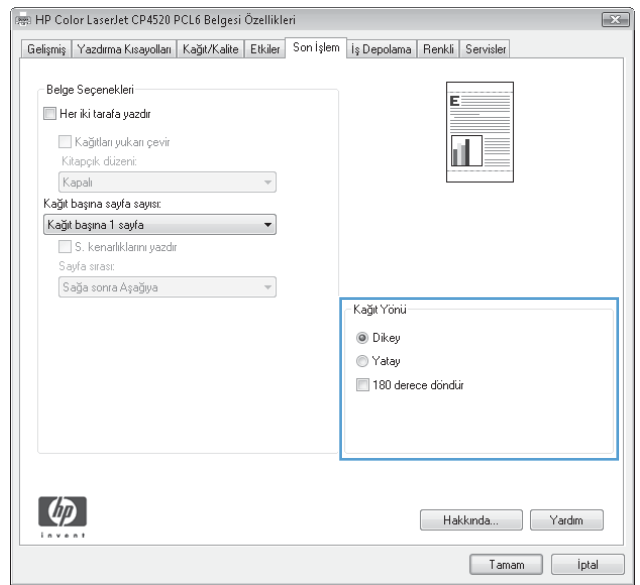 HP Color LaserJet CP4520 PCL6 Belgesi Özellikleri
Gelişmiş Yazdırma Kısayolları Kağıt/Kalite Etkiler Son İşlem İş Depolama Renkli Servisler
Belge Seçenekleri
Her iki tarafa yazdır
Kağıtları yukarı çevir
Kitapçık düzeni:
Kapalı
Kağıt başına sayfa sayısı:
Kağıt başına 1 sayfa
S. kenarlıklarını yazdır
Sayfa sırası:
Sağa sonra Aşağıya
E
Kağıt Yönü
Dikey
Yatay
180 derece döndür
hp
invent
Hakkında... Yardım
Tamam İptal